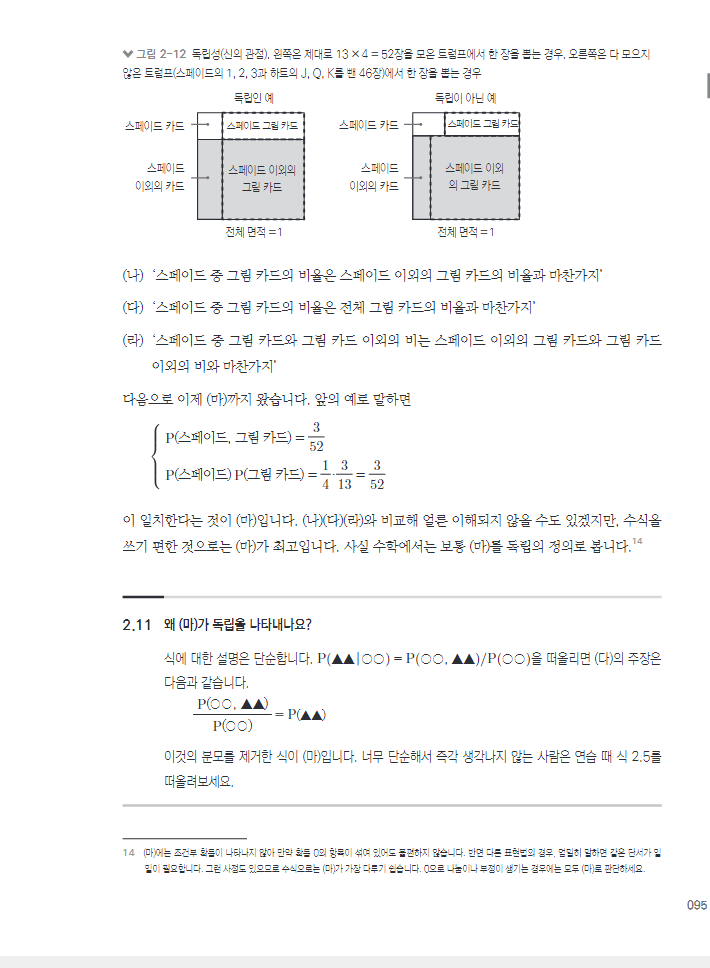 그림 2-12 독립성(신의 관점), 왼쪽은 제대로 13 × 4 = 52장을 모은 트럼프에서 한 장을 뽑는 경우, 오른쪽은 다 모으지
않은 트럼프(스페이드의 1, 2, 3과 하트의 J, Q, K를 뺀 46장)에서 한 장을 뽑는 경우
독립인 예
스페이드 카드
스페이드 그림 카드
스페이드
이외의 카드
스페이드 이외의
그림 카드
전체 면적 = 1
독립이 아닌 예
스페이드 카드
스페이드 그림 카드
스페이드
이외의 카드
스페이드 이외
의 그림 카드
전체 면적 = 1
(나) ‘스페이드 중 그림 카드의 비율은 스페이드 이외의 그림 카드의 비율과 마찬가지’
(다) ‘스페이드 중 그림 카드의 비율은 전체 그림 카드의 비율과 마찬가지’
(라) ‘스페이드 중 그림 카드와 그림 카드 이외의 비는 스페이드 이외의 그림 카드와 그림 카드
이외의 비와 마찬가지’
다음으로 이제 (마)까지 왔습니다. 앞의 예로 말하면
P(스페이드, 그림 카드) = 3/52
P(스페이드) P(그림 카드) = 1/4 · 3/13 = 3/52
이 일치한다는 것이 (마)입니다. (나)(다)(라)와 비교해 얼른 이해되지 않을 수도 있겠지만, 수식을
쓰기 편한 것으로는 (마)가 최고입니다. 사실 수학에서는 보통 (마)를 독립의 정의로 봅니다.14
2.11 왜 (마)가 독립을 나타내나요?
식에 대한 설명은 단순합니다. P(▲▲|○○) = P(○○, ▲▲)/P(○○)을 떠올리면 (다)의 주장은
다음과 같습니다.
P(○○, ▲▲)/P(○○) = P(▲▲)
이것의 분모를 제거한 식이 (마)입니다. 너무 단순해서 즉각 생각나지 않는 사람은 연습 때 식 2.5를
떠올려보세요.
14 (마)에는 조건부 확률이 나타나지 않아 만약 확률 0의 항목이 섞여 있어도 불편하지 않습니다. 반면 다른 표현법의 경우, 엄밀히 말하면 같은 단서가 일
일이 필요합니다. 그런 사정도 있으므로 수식으로는 (마)가 가장 다루기 쉽습니다. 0으로 나눗이나 부정이 생기는 경우에는 모두 (마)로 판단하세요.
095